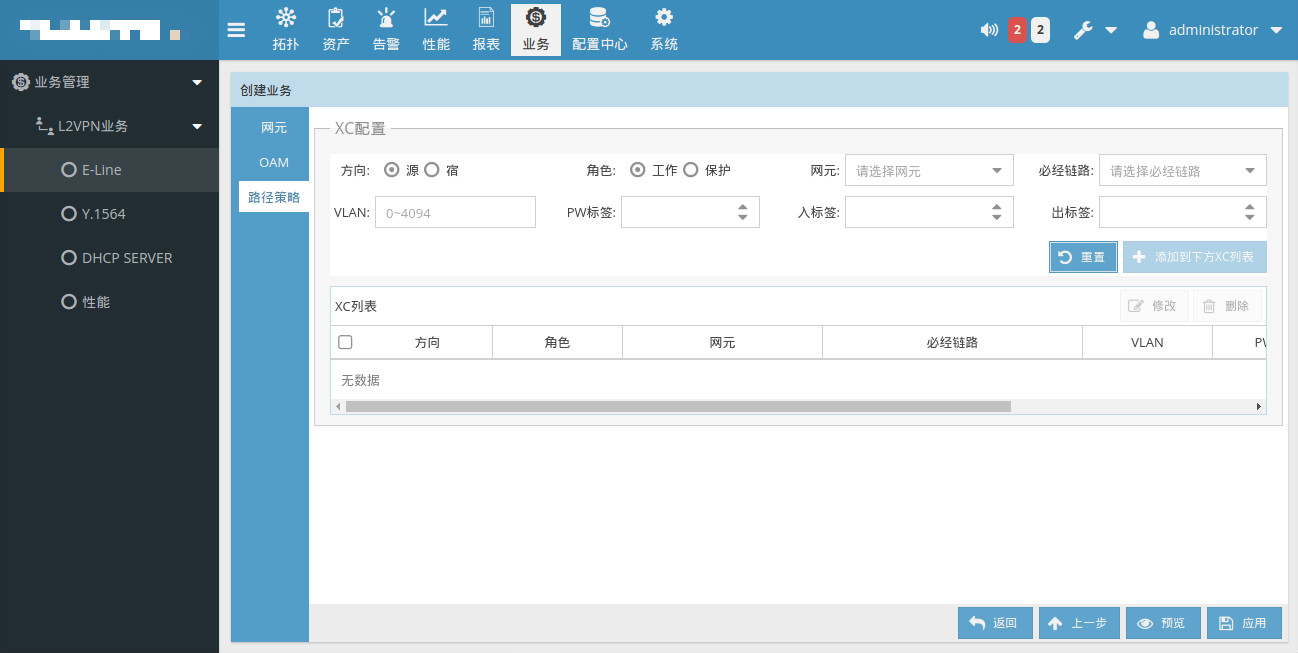 拓扑 资产 告警 性能 报表 业务 配置中心 系统 2 2 administrator
业务管理
L2VPN业务
E-Line
Y.1564
DHCP SERVER
性能
创建业务
网元
OAM
路径策略
XC配置
方向: 源 宿 角色: 工作 保护 网元: 请选择网元 必经链路: 请选择必经链路
VLAN: 0~4094 PW标签: 入标签: 出标签:
重置 添加到下方XC列表
XC列表 修改 删除
方向 角色 网元 必经链路 VLAN PW
无数据
返回 上一步 预览 应用